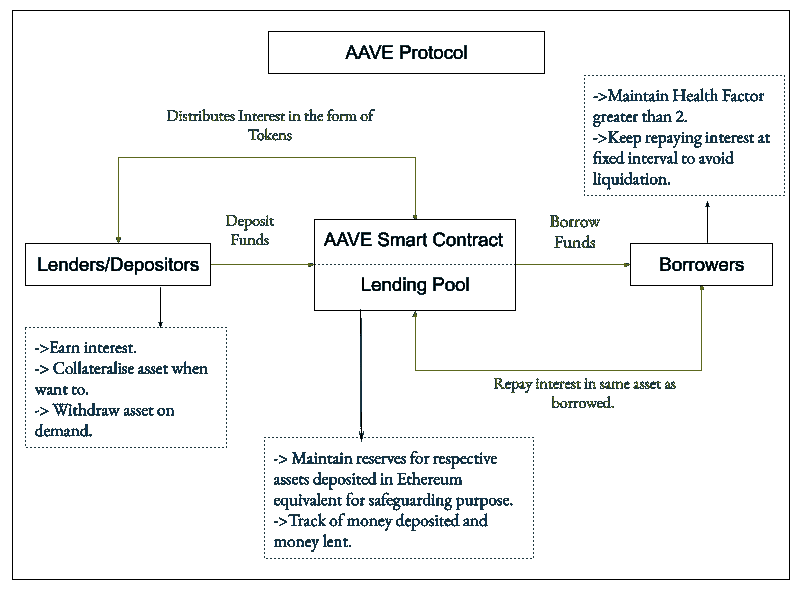 AAVE Protocol
->Maintain Health Factor
greater than 2.
->Keep repaying interest at
fixed interval to avoid
liquidation.
Distributes Interest in the form of
Tokens
Deposit
Funds
AAVE Smart Contract
Lending Pool
Borrow
Funds
Lenders/Depositors
Borrowers
->Earn interest.
-> Collateralise asset when
want to.
-> Withdraw asset on
demand.
Repay interest in same asset as
borrowed.
-> Maintain reserves for respective
assets deposited in Ethereum
equivalent for safeguarding purpose.
->Track of money deposited and
money lent.